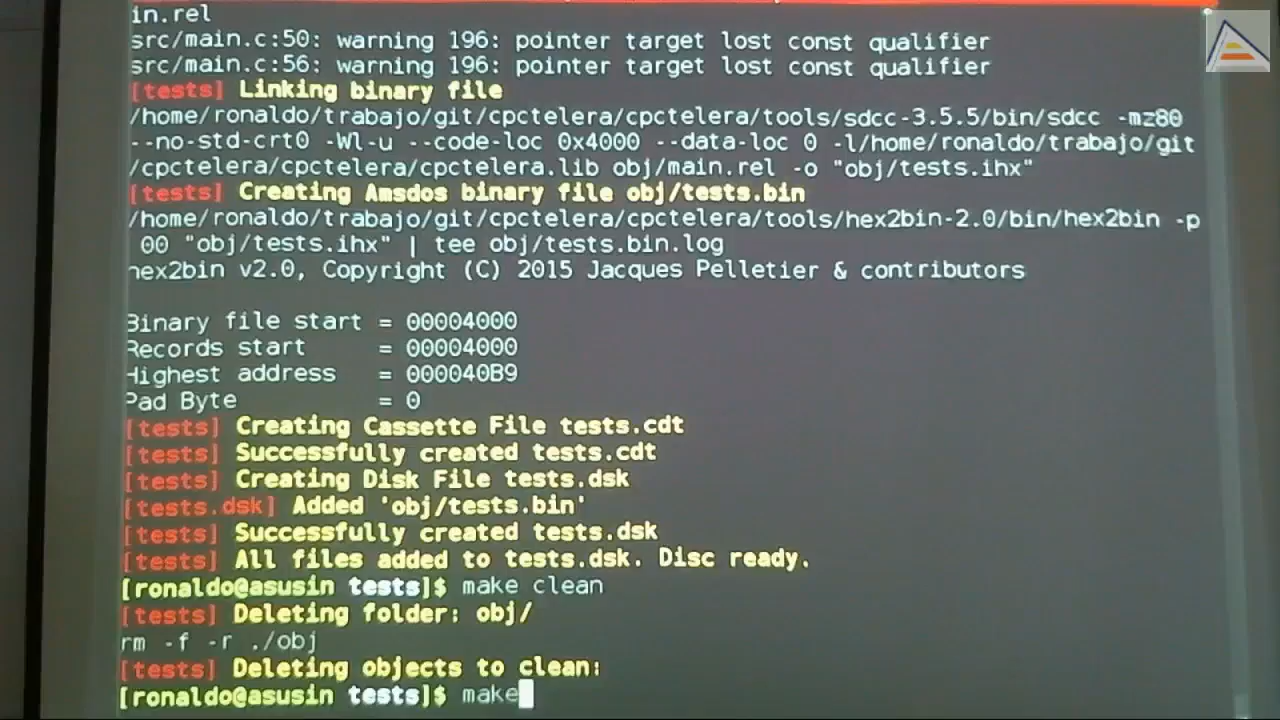 in.rel
src/main.c:50: warning 196: pointer target lost const qualifier
src/main.c:56: warning 196: pointer target lost const qualifier
[tests] Linking binary file
/home/ronaldo/trabajo/git/cpctelera/cpctelera/tools/sdcc-3.5.5/bin/sdcc -mz80
--no-std-crt0 -Wl-u --code-loc 0x4000 --data-loc 0 -l/home/ronaldo/trabajo/git
/cpctelera/cpctelera/cpctelera.lib obj/main.rel -o "obj/tests.ihx"
[tests] Creating Amsdos binary file obj/tests.bin
/home/ronaldo/trabajo/git/cpctelera/cpctelera/tools/hex2bin-2.0/bin/hex2bin -p
00 "obj/tests.ihx" | tee obj/tests.bin.log
hex2bin v2.0, Copyright (C) 2015 Jacques Pelletier & contributors
Binary file start = 00004000
Records start = 00004000
Highest address = 000040B9
Pad Byte = 0
[tests] Creating Cassette File tests.cdt
[tests] Successfully created tests.cdt
[tests] Creating Disk File tests.dsk
[tests.dsk] Added 'obj/tests.bin'
[tests] Successfully created tests.dsk
[tests] All files added to tests.dsk. Disc ready.
[ronaldo@asusin tests]$ make clean
[tests] Deleting folder: obj/
rm -f -r ./obj
[tests] Deleting objects to clean:
[ronaldo@asusin tests]$ make